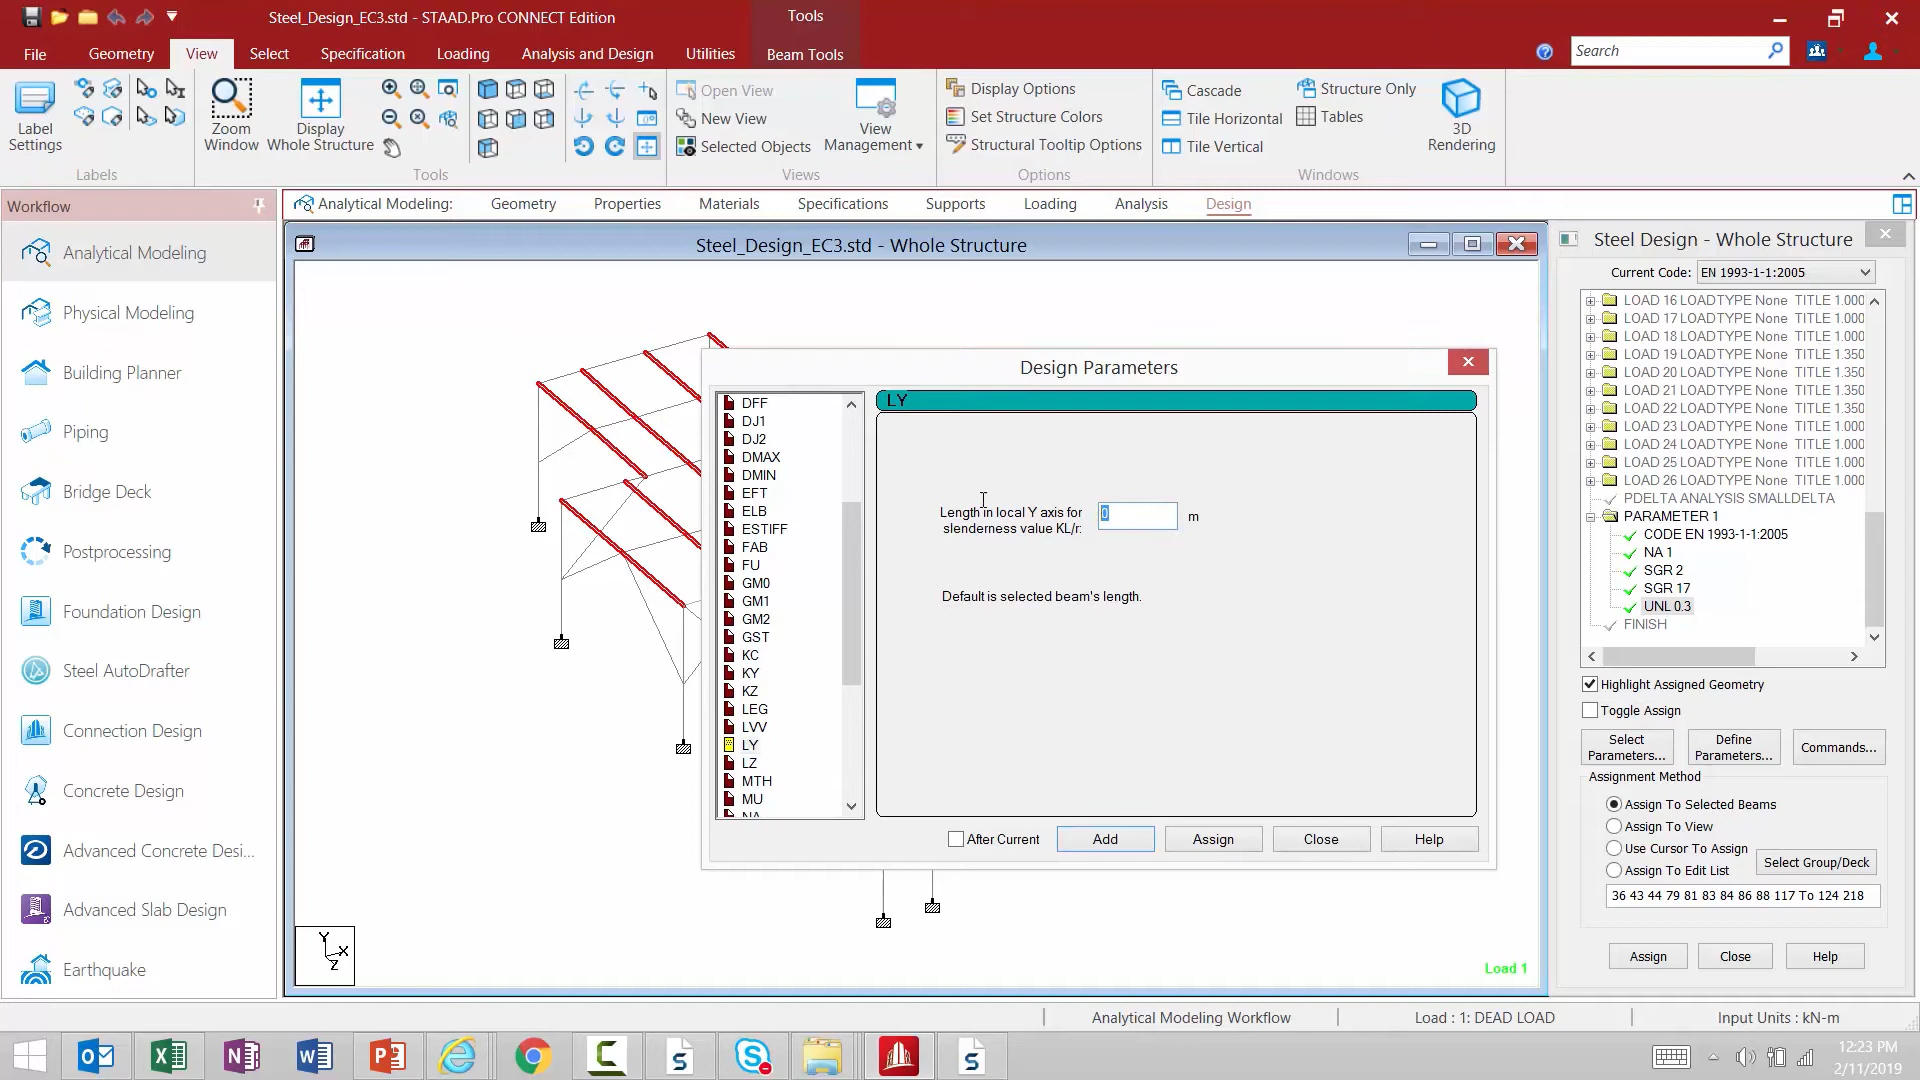 Steel_Design_EC3.std - STAAD.Pro CONNECT Edition
Tools
File
Geometry
View
Select
Specification
Loading
Analysis and Design
Utilities
Beam Tools
Search
Label Settings
Zoom Window
Display Whole Structure
Open View
New View
Selected Objects
View Management
Display Options
Set Structure Colors
Structural Tooltip Options
Cascade
Tile Horizontal
Tile Vertical
Structure Only
Tables
3D Rendering
Labels
Tools
Views
Options
Windows
Workflow
Analytical Modeling:
Geometry
Properties
Materials
Specifications
Supports
Loading
Analysis
Design
Analytical Modeling
Physical Modeling
Building Planner
Piping
Bridge Deck
Postprocessing
Foundation Design
Steel AutoDrafter
Connection Design
Concrete Design
Advanced Concrete Desi...
Advanced Slab Design
Earthquake
Steel_Design_EC3.std - Whole Structure
Y
X
Z
Load 1
Design Parameters
DFF
DJ1
DJ2
DMAX
DMIN
EFT
ELB
ESTIFF
FAB
FU
GM0
GM1
GM2
GST
KC
KY
KZ
LEG
LVV
LY
LZ
MTH
MU
NA
LY
Length in local Y axis for
slenderness value KL/r:
0
m
Default is selected beam's length.
After Current
Add
Assign
Close
Help
Steel Design - Whole Structure
Current Code:
EN 1993-1-1:2005
LOAD 16 LOADTYPE None TITLE 1.000
LOAD 17 LOADTYPE None TITLE 1.000
LOAD 18 LOADTYPE None TITLE 1.000
LOAD 19 LOADTYPE None TITLE 1.350
LOAD 20 LOADTYPE None TITLE 1.350
LOAD 21 LOADTYPE None TITLE 1.350
LOAD 22 LOADTYPE None TITLE 1.350
LOAD 23 LOADTYPE None TITLE 1.000
LOAD 24 LOADTYPE None TITLE 1.000
LOAD 25 LOADTYPE None TITLE 1.000
LOAD 26 LOADTYPE None TITLE 1.000
PDELTA ANALYSIS SMALLDELTA
PARAMETER 1
CODE EN 1993-1-1:2005
NA 1
SGR 2
SGR 17
UNL 0.3
FINISH
Highlight Assigned Geometry
Toggle Assign
Select Parameters...
Define Parameters...
Commands...
Assignment Method
Assign To Selected Beams
Assign To View
Use Cursor To Assign
Assign To Edit List
Select Group/Deck
36 43 44 79 81 83 84 86 88 117 To 124 218
Assign
Close
Help
Analytical Modeling Workflow
Load : 1: DEAD LOAD
Input Units : kN-m
12:23 PM
2/11/2019